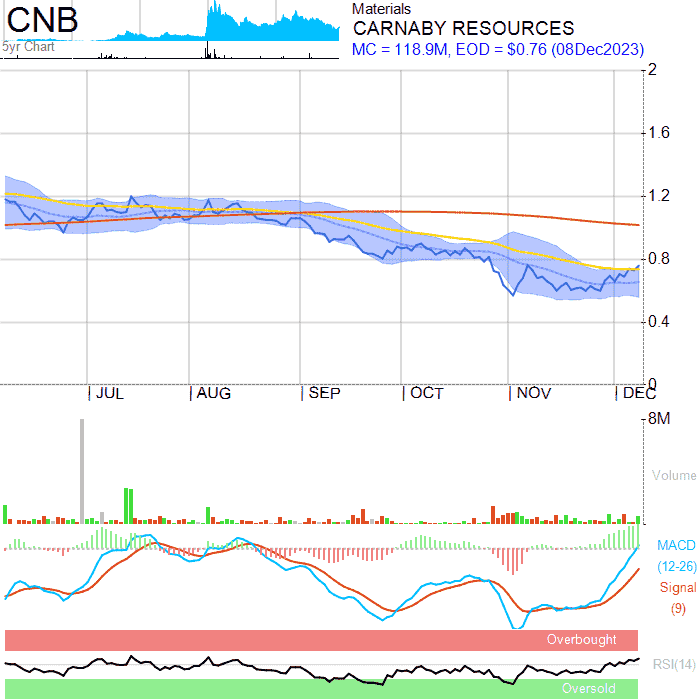 CNB
5yr Chart
Materials
CARNABY RESOURCES
MC = 118.9M, EOD = $0.76 (08Dec2023)
2
1.6
1.2
0.8
0.4
0
JUL AUG SEP OCT NOV DEC
8M
Volume
MACD
(12-26)
Signal
(9)
Overbought
RSI(14)
Oversold